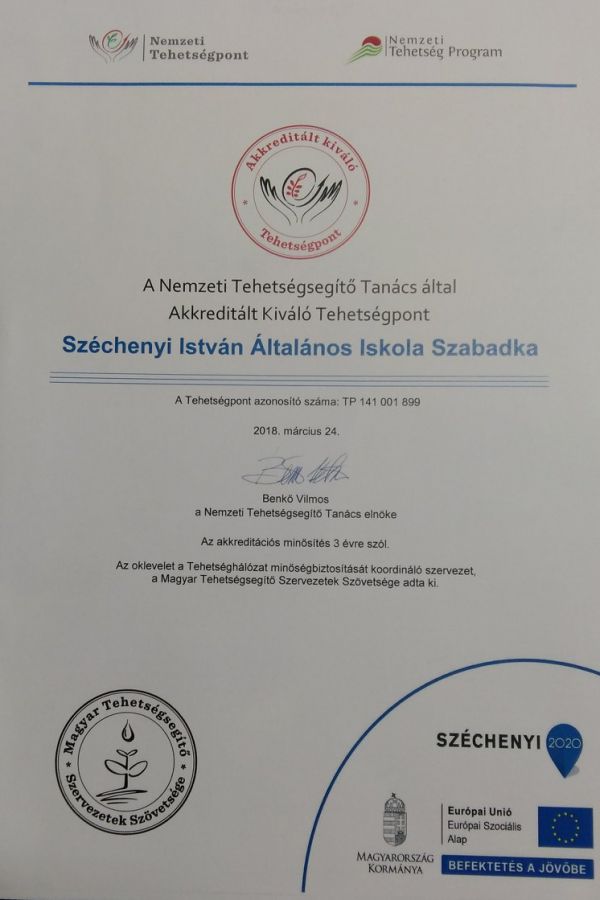 Nemzeti
Tehetségpont
Nemzeti
Tehetség Program
Akkreditált kiváló
Tehetségpont
A Nemzeti Tehetségsegítő Tanács által
Akkreditált Kiváló Tehetségpont
Széchenyi István Általános Iskola Szabadka
A Tehetségpont azonosító száma: TP 141 001 899
2018. március 24.
Benkő Vilmos
a Nemzeti Tehetségsegítő Tanács elnöke
Az akkreditációs minősítés 3 évre szól.
Az oklevelet a Tehetséghálózat minőségbiztosítását koordináló szervezet,
a Magyar Tehetségsegítő Szervezetek Szövetsége adta ki.
Magyar Tehetségsegítő
Szervezetek Szövetsége
SZÉCHENYI 2020
MAGYARORSZÁG
KORMÁNYA
Európai Unió
Európai Szociális
Alap
BEFEKTETÉS A JÖVŐBE